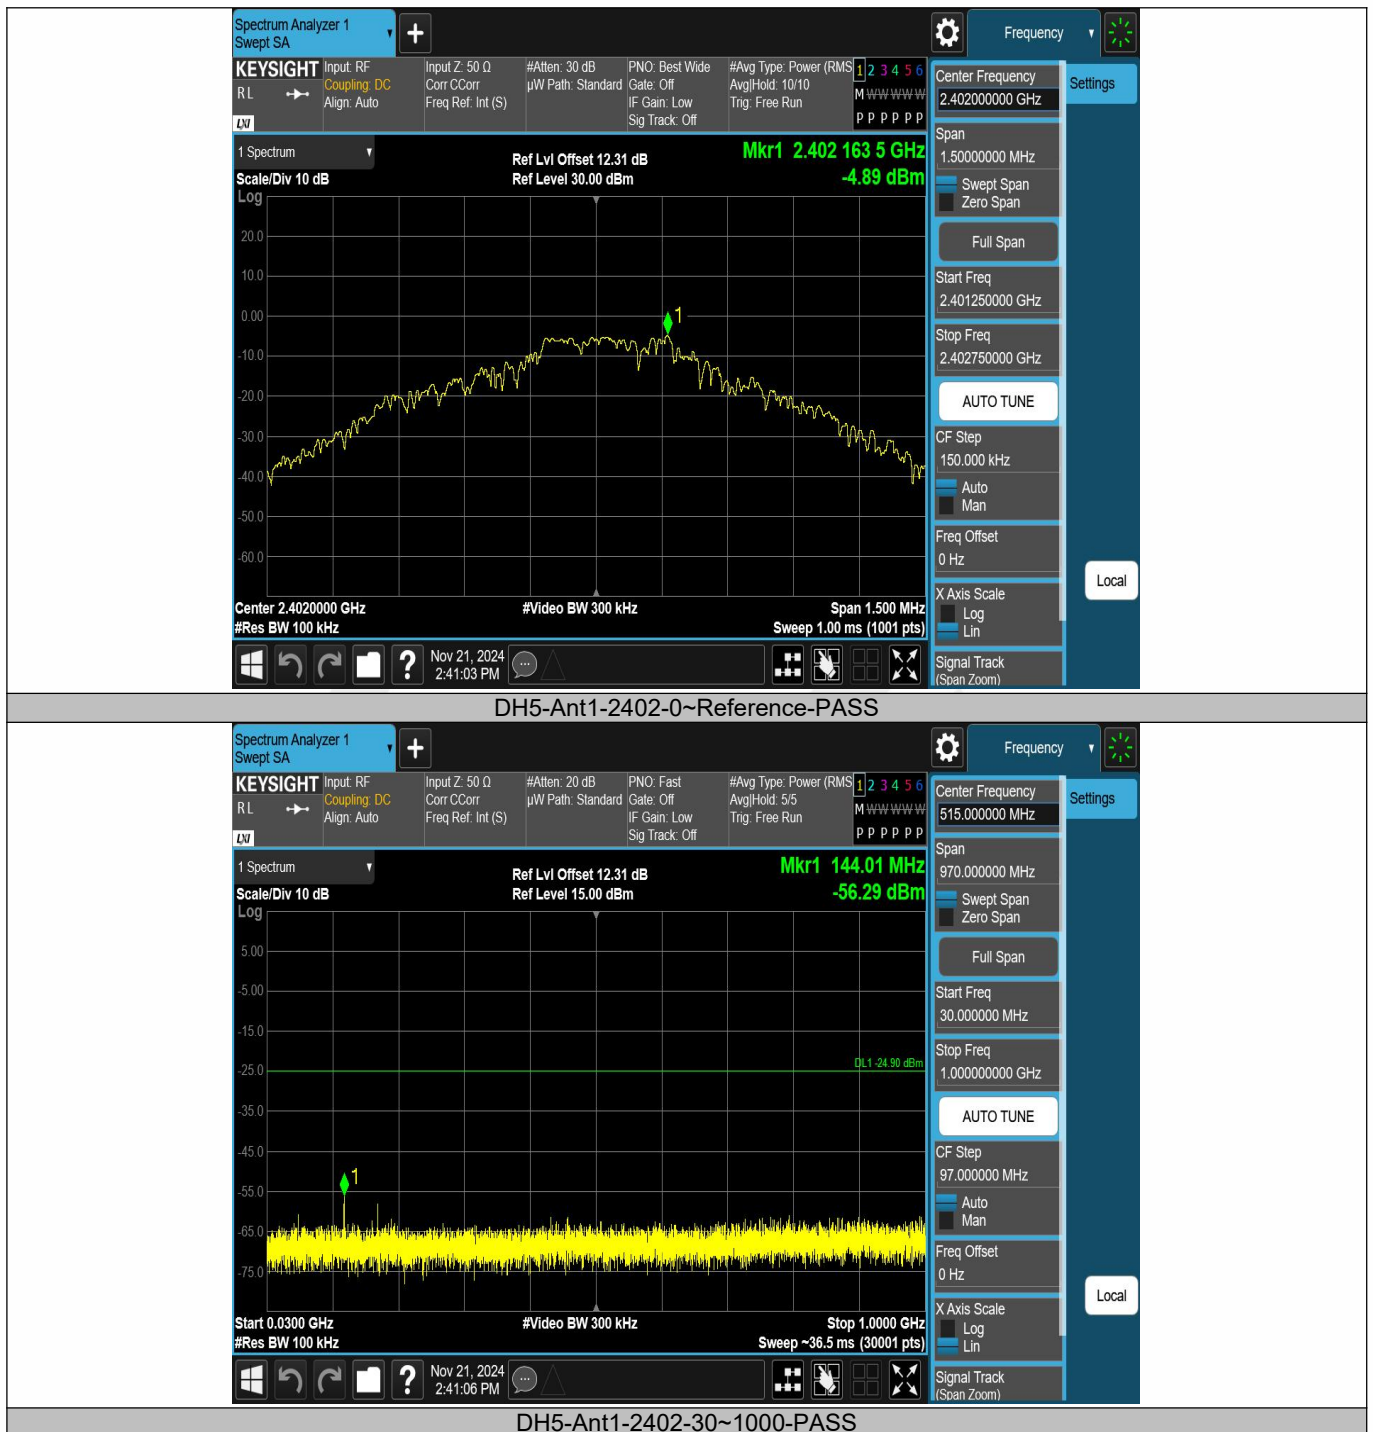 Spectrum Analyzer 1
Swept SA
+
Frequency
KEYSIGHT
RL
LXI
Input: RF
Coupling: DC
Align: Auto
Input Z: 50 Ω
Corr CCorr
Freq Ref: Int (S)
#Atten: 30 dB
µW Path: Standard
PNO: Best Wide
Gate: Off
IF Gain: Low
Sig Track: Off
#Avg Type: Power (RMS
Avg|Hold: 10/10
Trig: Free Run
1 2 3 4 5 6
M W W W W W
P P P P P P
Center Frequency
2.402000000 GHz
Settings
Span
1.50000000 MHz
Swept Span
Zero Span
Full Span
Start Freq
2.401250000 GHz
Stop Freq
2.402750000 GHz
AUTO TUNE
CF Step
150.000 kHz
Auto
Man
Freq Offset
0 Hz
X Axis Scale
Log
Lin
Signal Track
(Span Zoom)
Local
1 Spectrum
Scale/Div 10 dB
Ref Lvl Offset 12.31 dB
Ref Level 30.00 dBm
Mkr1 2.402 163 5 GHz
-4.89 dBm
Log
20.0
10.0
0.00
-10.0
-20.0
-30.0
-40.0
-50.0
-60.0
1
Center 2.4020000 GHz
#Video BW 300 kHz
Span 1.500 MHz
#Res BW 100 kHz
Sweep 1.00 ms (1001 pts)
?
Nov 21, 2024
2:41:03 PM
DH5-Ant1-2402-0~Reference-PASS
Spectrum Analyzer 1
Swept SA
+
Frequency
KEYSIGHT
RL
LXI
Input: RF
Coupling: DC
Align: Auto
Input Z: 50 Ω
Corr CCorr
Freq Ref: Int (S)
#Atten: 20 dB
µW Path: Standard
PNO: Fast
Gate: Off
IF Gain: Low
Sig Track: Off
#Avg Type: Power (RMS
Avg|Hold: 5/5
Trig: Free Run
1 2 3 4 5 6
M W W W W W
P P P P P P
Center Frequency
515.000000 MHz
Settings
Span
970.000000 MHz
Swept Span
Zero Span
Full Span
Start Freq
30.000000 MHz
Stop Freq
1.000000000 GHz
AUTO TUNE
CF Step
97.000000 MHz
Auto
Man
Freq Offset
0 Hz
X Axis Scale
Log
Lin
Signal Track
(Span Zoom)
Local
1 Spectrum
Scale/Div 10 dB
Ref Lvl Offset 12.31 dB
Ref Level 15.00 dBm
Mkr1 144.01 MHz
-56.29 dBm
Log
5.00
-5.00
-15.0
-25.0
-35.0
-45.0
-55.0
-65.0
-75.0
DL1 -24.90 dBm
1
Start 0.0300 GHz
#Video BW 300 kHz
Stop 1.0000 GHz
#Res BW 100 kHz
Sweep ~36.5 ms (30001 pts)
?
Nov 21, 2024
2:41:06 PM
DH5-Ant1-2402-30~1000-PASS